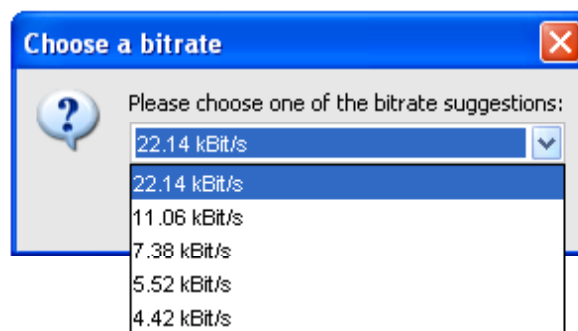 Choose a bitrate
Please choose one of the bitrate suggestions:
22.14 kBit/s
22.14 kBit/s
11.06 kBit/s
7.38 kBit/s
5.52 kBit/s
4.42 kBit/s